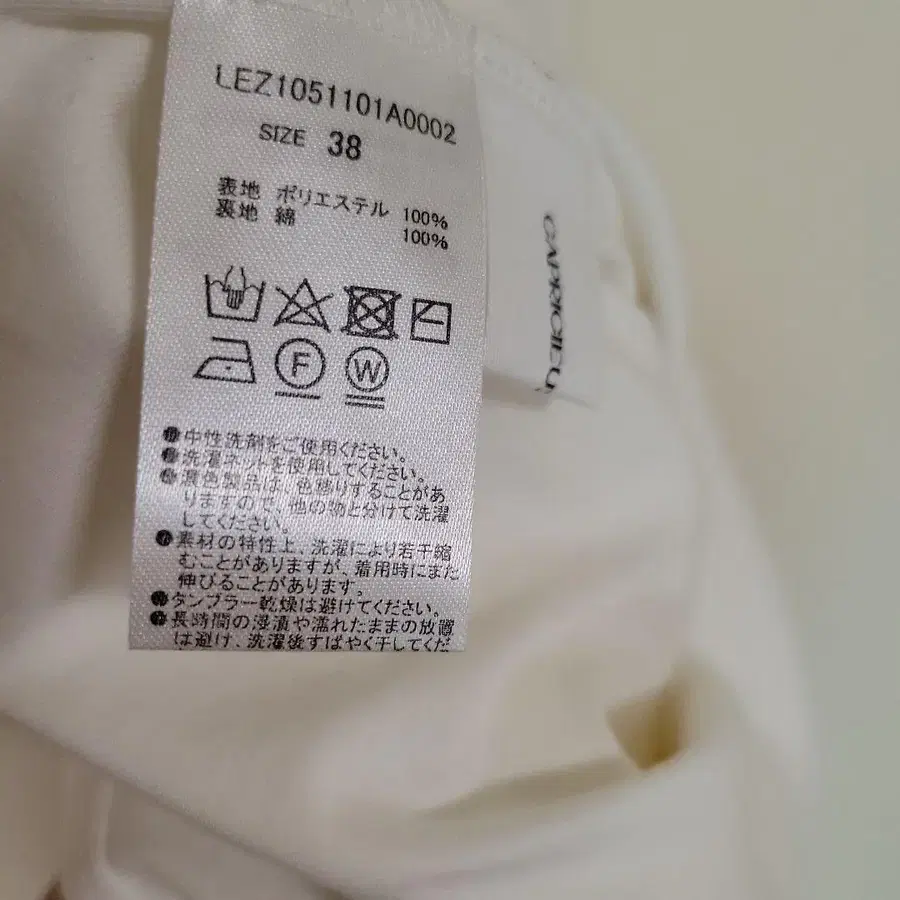 LEZ1051101A0002
SIZE 38
表地 ポリエステル 100%
裏地 綿 100%
F
W
●中性洗剤をご使用ください。
●洗濯ネットを使用してください。
●濃色製品は、色移りすることがあ
りますので、他の物と分けて洗濯
してください。
●素材の特性上、洗濯により若干縮
むことがありますが、着用時にまた
伸びることがあります。
●タンブラー乾燥は避けてください。
●長時間の浸漬や濡れたままの放置
は避け、洗濯後すばやく干してくだ